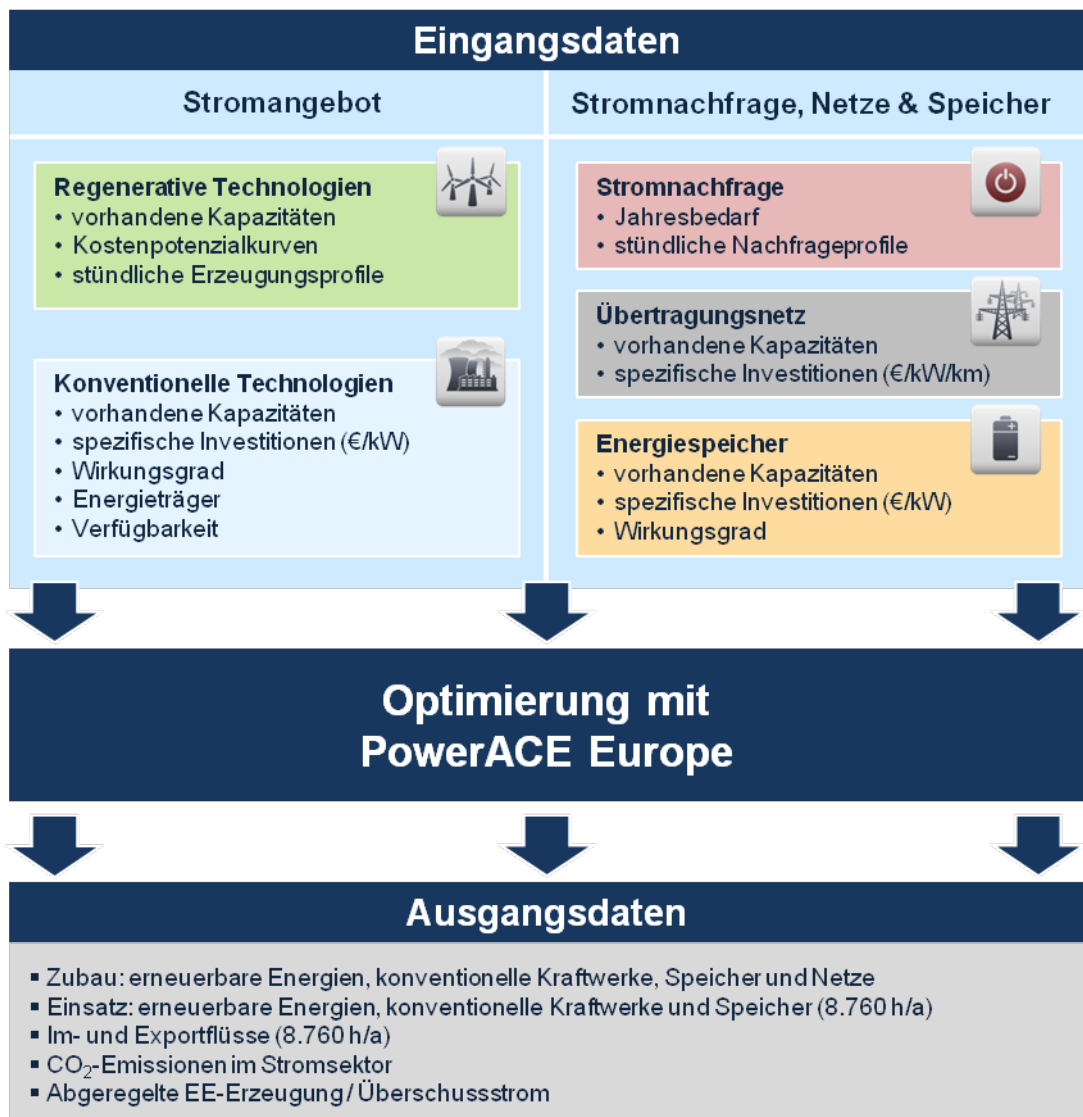 Eingangsdaten
Stromangebot
Regenerative Technologien
• vorhandene Kapazitäten
• Kostenpotenzialkurven
• stündliche Erzeugungsprofile
Konventionelle Technologien
• vorhandene Kapazitäten
• spezifische Investitionen (€/kW)
• Wirkungsgrad
• Energieträger
• Verfügbarkeit
Stromnachfrage, Netze & Speicher
Stromnachfrage
• Jahresbedarf
• stündliche Nachfrageprofile
Übertragungsnetz
• vorhandene Kapazitäten
• spezifische Investitionen (€/kW/km)
Energiespeicher
• vorhandene Kapazitäten
• spezifische Investitionen (€/kW)
• Wirkungsgrad
Optimierung mit
PowerACE Europe
Ausgangsdaten
▪ Zubau: erneuerbare Energien, konventionelle Kraftwerke, Speicher und Netze
▪ Einsatz: erneuerbare Energien, konventionelle Kraftwerke und Speicher (8.760 h/a)
▪ Im- und Exportflüsse (8.760 h/a)
▪ CO₂-Emissionen im Stromsektor
▪ Abgeregelte EE-Erzeugung / Überschussstrom